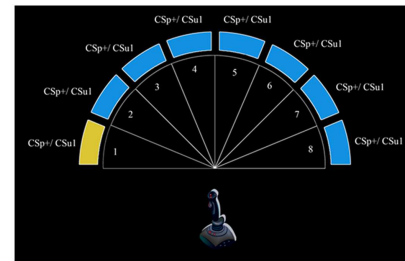 CSp+/ CSu1
CSp+/ CSu1
CSp+/ CSu1
CSp+/ CSu1
CSp+/ CSu1
CSp+/ CSu1
CSp+/ CSu1
CSp+/ CSu1
1
2
3
4
5
6
7
8